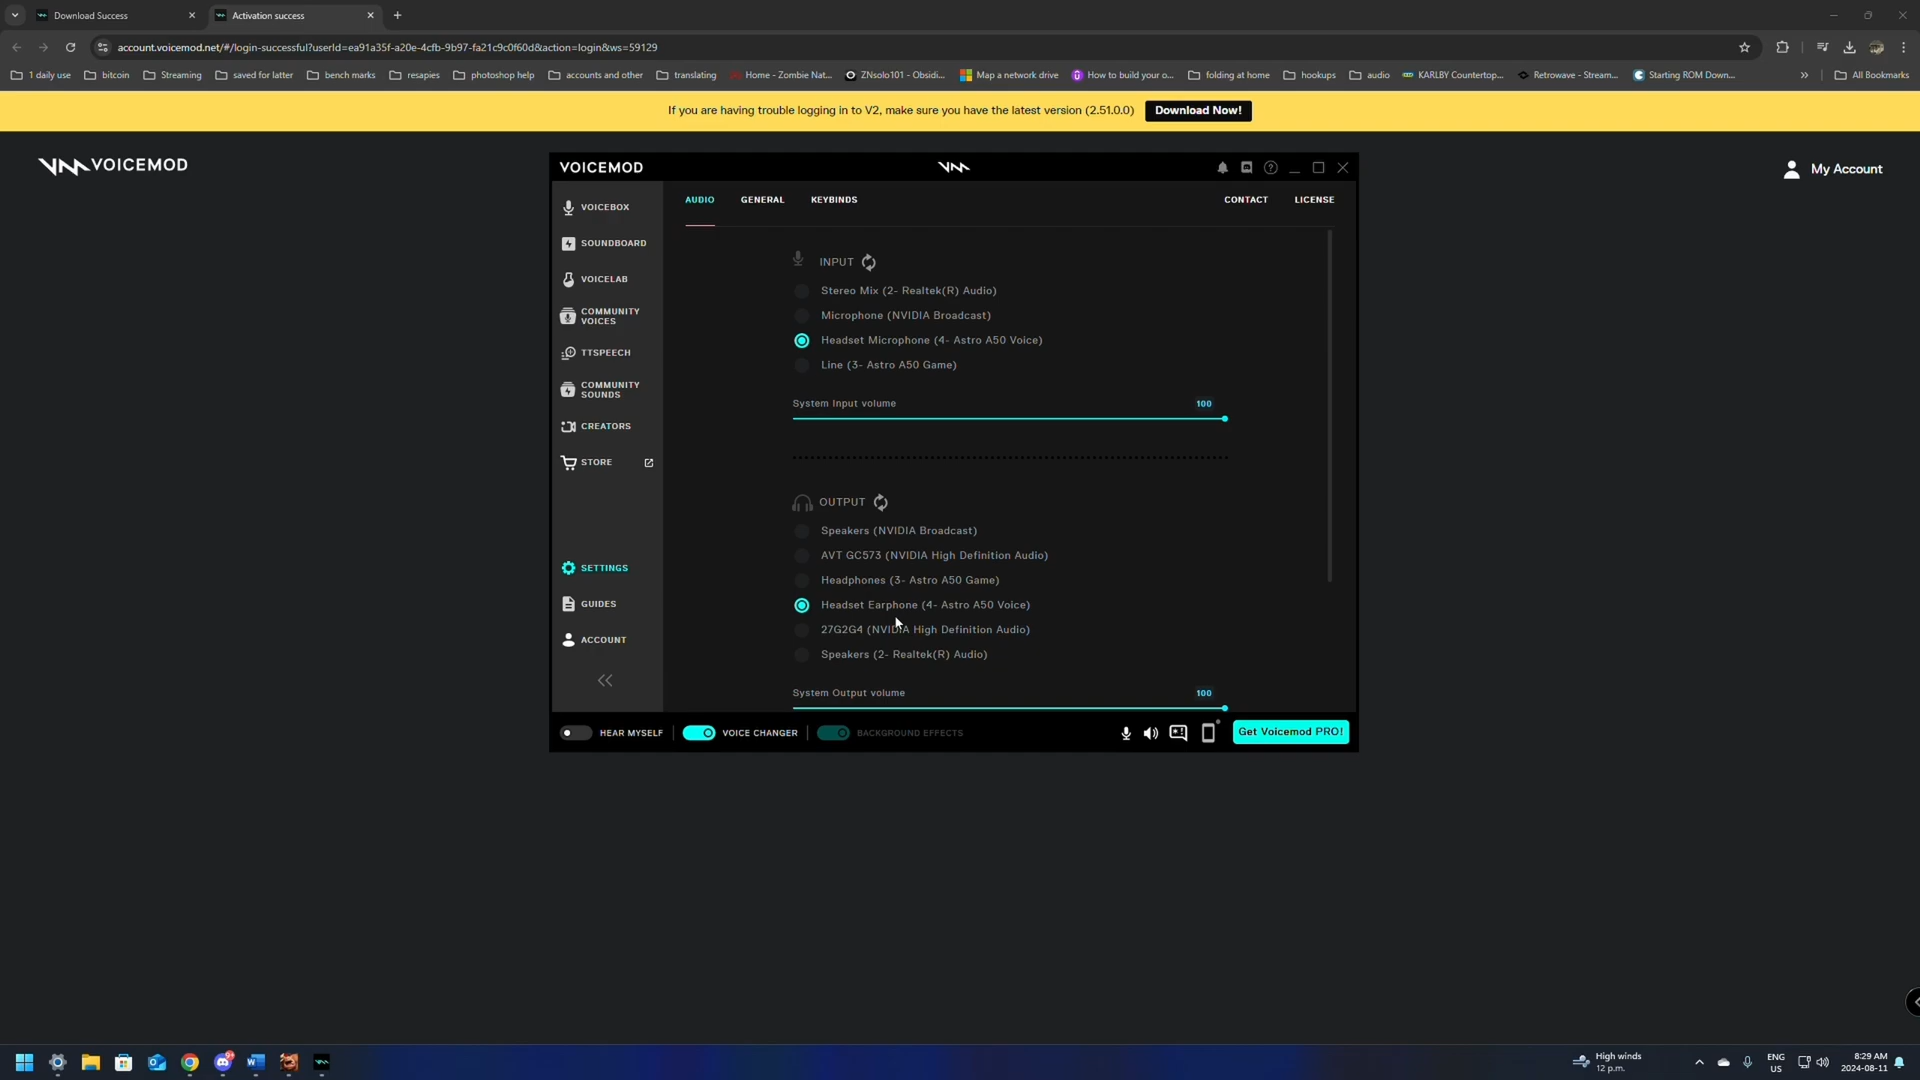 Download Success
Activation success
account.voicemod.net/#/login-successful?userId=ea91a35f-a20e-4cfb-9b97-fa21c9c0f60d&action=login&ws=59129
1 daily use
bitcoin
Streaming
saved for latter
bench marks
resapies
photoshop help
accounts and other
translating
Home - Zombie Nat...
ZNsolo101 - Obsidi...
Map a network drive
How to build your o...
folding at home
hookups
audio
KARLBY Countertop...
Retrowave - Stream...
Starting ROM Down...
»
All Bookmarks
If you are having trouble logging in to V2, make sure you have the latest version (2.51.0.0)
Download Now!
VOICEMOD
My Account
VOICEMOD
VOICEBOX
SOUNDBOARD
VOICELAB
COMMUNITY
VOICES
TTSPEECH
COMMUNITY
SOUNDS
CREATORS
STORE
SETTINGS
GUIDES
ACCOUNT
AUDIO
GENERAL
KEYBINDS
CONTACT
LICENSE
INPUT
Stereo Mix (2- Realtek(R) Audio)
Microphone (NVIDIA Broadcast)
Headset Microphone (4- Astro A50 Voice)
Line (3- Astro A50 Game)
System Input volume
100
OUTPUT
Speakers (NVIDIA Broadcast)
AVT GC573 (NVIDIA High Definition Audio)
Headphones (3- Astro A50 Game)
Headset Earphone (4- Astro A50 Voice)
27G2G4 (NVIDIA High Definition Audio)
Speakers (2- Realtek(R) Audio)
System Output volume
100
HEAR MYSELF
VOICE CHANGER
BACKGROUND EFFECTS
Get Voicemod PRO!
High winds
12 p.m.
ENG
US
8:29 AM
2024-08-11